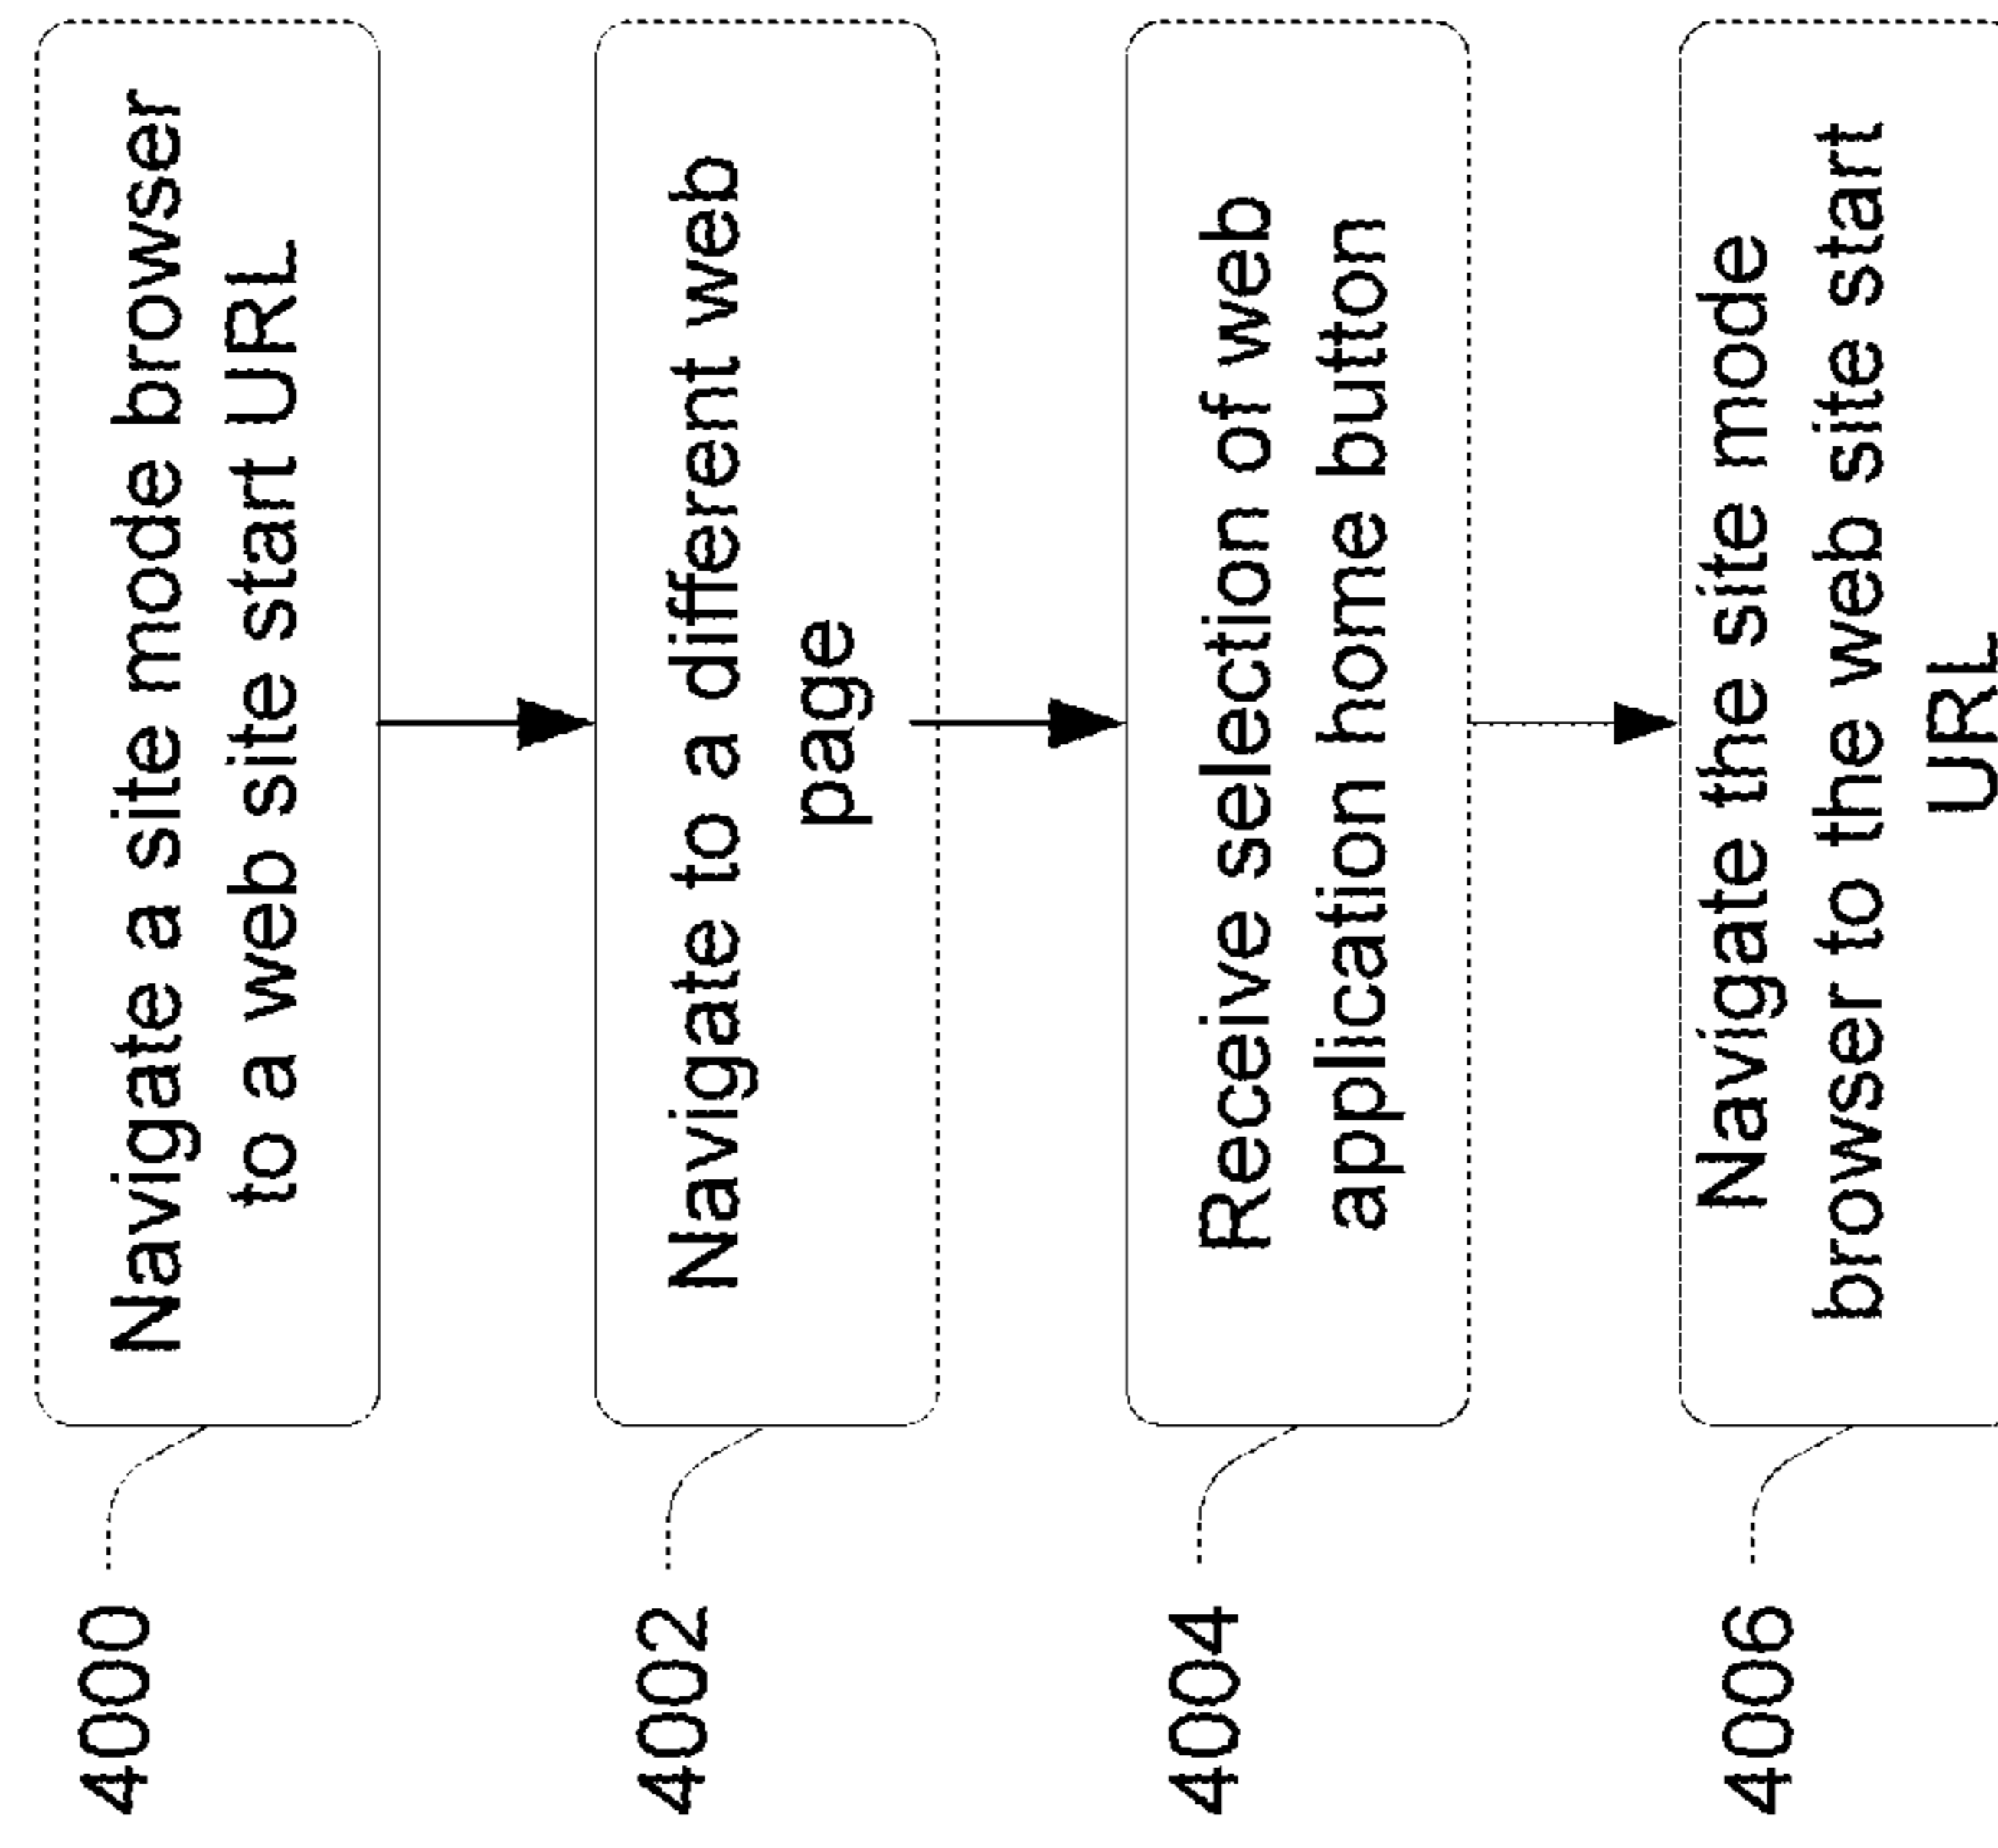 4000
Navigate a site mode browser
to a web site start URL
4002
Navigate to a different web
page
4004
Receive selection of web
application home button
4006
Navigate the site mode
browser to the web site start
URL